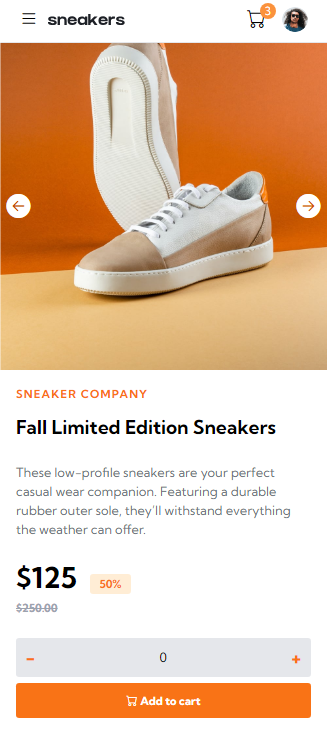 sneakers
3
SNEAKER COMPANY
Fall Limited Edition Sneakers
These low-profile sneakers are your perfect
casual wear companion. Featuring a durable
rubber outer sole, they'll withstand everything
the weather can offer.
$125 50%
$250.00
− 0 +
Add to cart